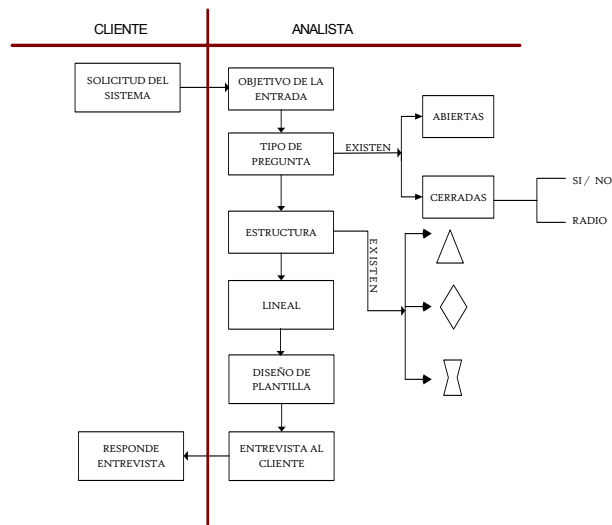 CLIENTE
ANALISTA
SOLICITUD DEL
SISTEMA
OBJETIVO DE LA
ENTRADA
ABIERTAS
TIPO DE
PREGUNTA
EXISTEN
CERRADAS
SI / NO
RADIO
ESTRUCTURA
EXISTEN
LINEAL
DISEÑO DE
PLANTILLA
RESPONDE
ENTREVISTA
ENTREVISTA AL
CLIENTE